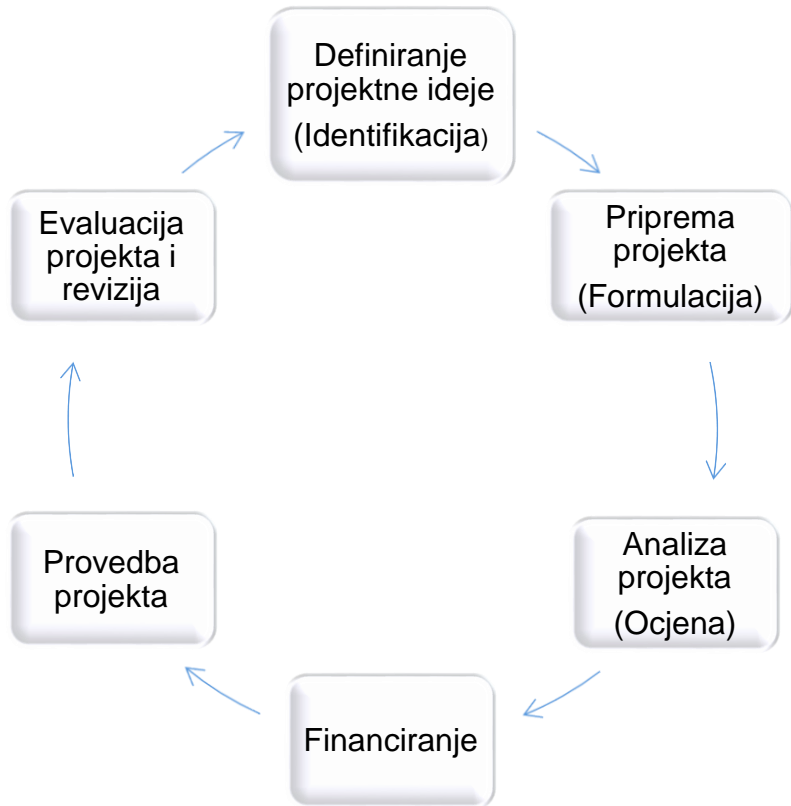 Definiranje
projektne ideje
(Identifikacija)
Priprema
projekta
(Formulacija)
Analiza
projekta
(Ocjena)
Financiranje
Provedba
projekta
Evaluacija
projekta i
revizija